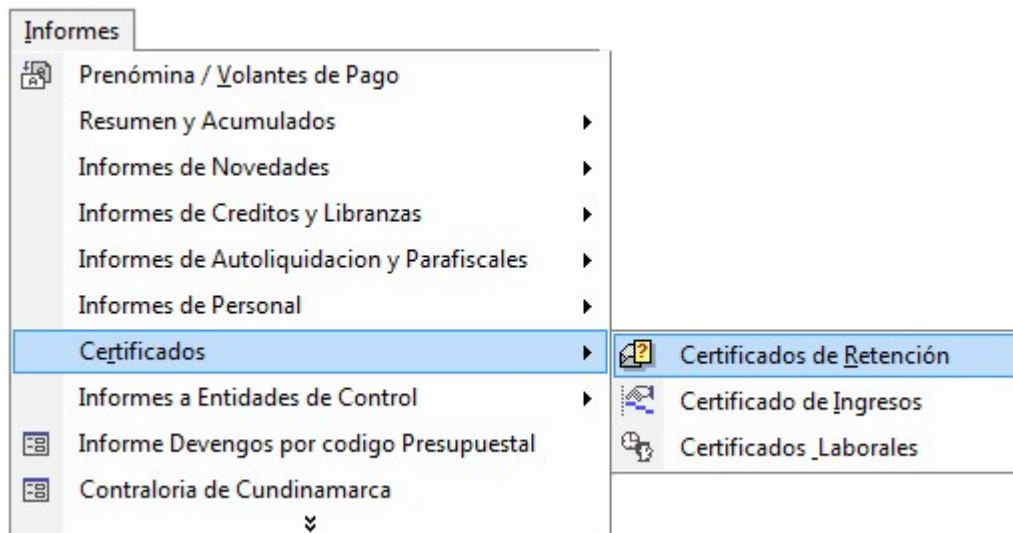 Informes
Prenómina / Volantes de Pago
Resumen y Acumulados
Informes de Novedades
Informes de Creditos y Libranzas
Informes de Autoliquidacion y Parafiscales
Informes de Personal
Certificados
Certificados de Retención
Informes a Entidades de Control
Certificado de Ingresos
Informe Devengos por codigo Presupuestal
Certificados _Laborales
Contraloria de Cundinamarca